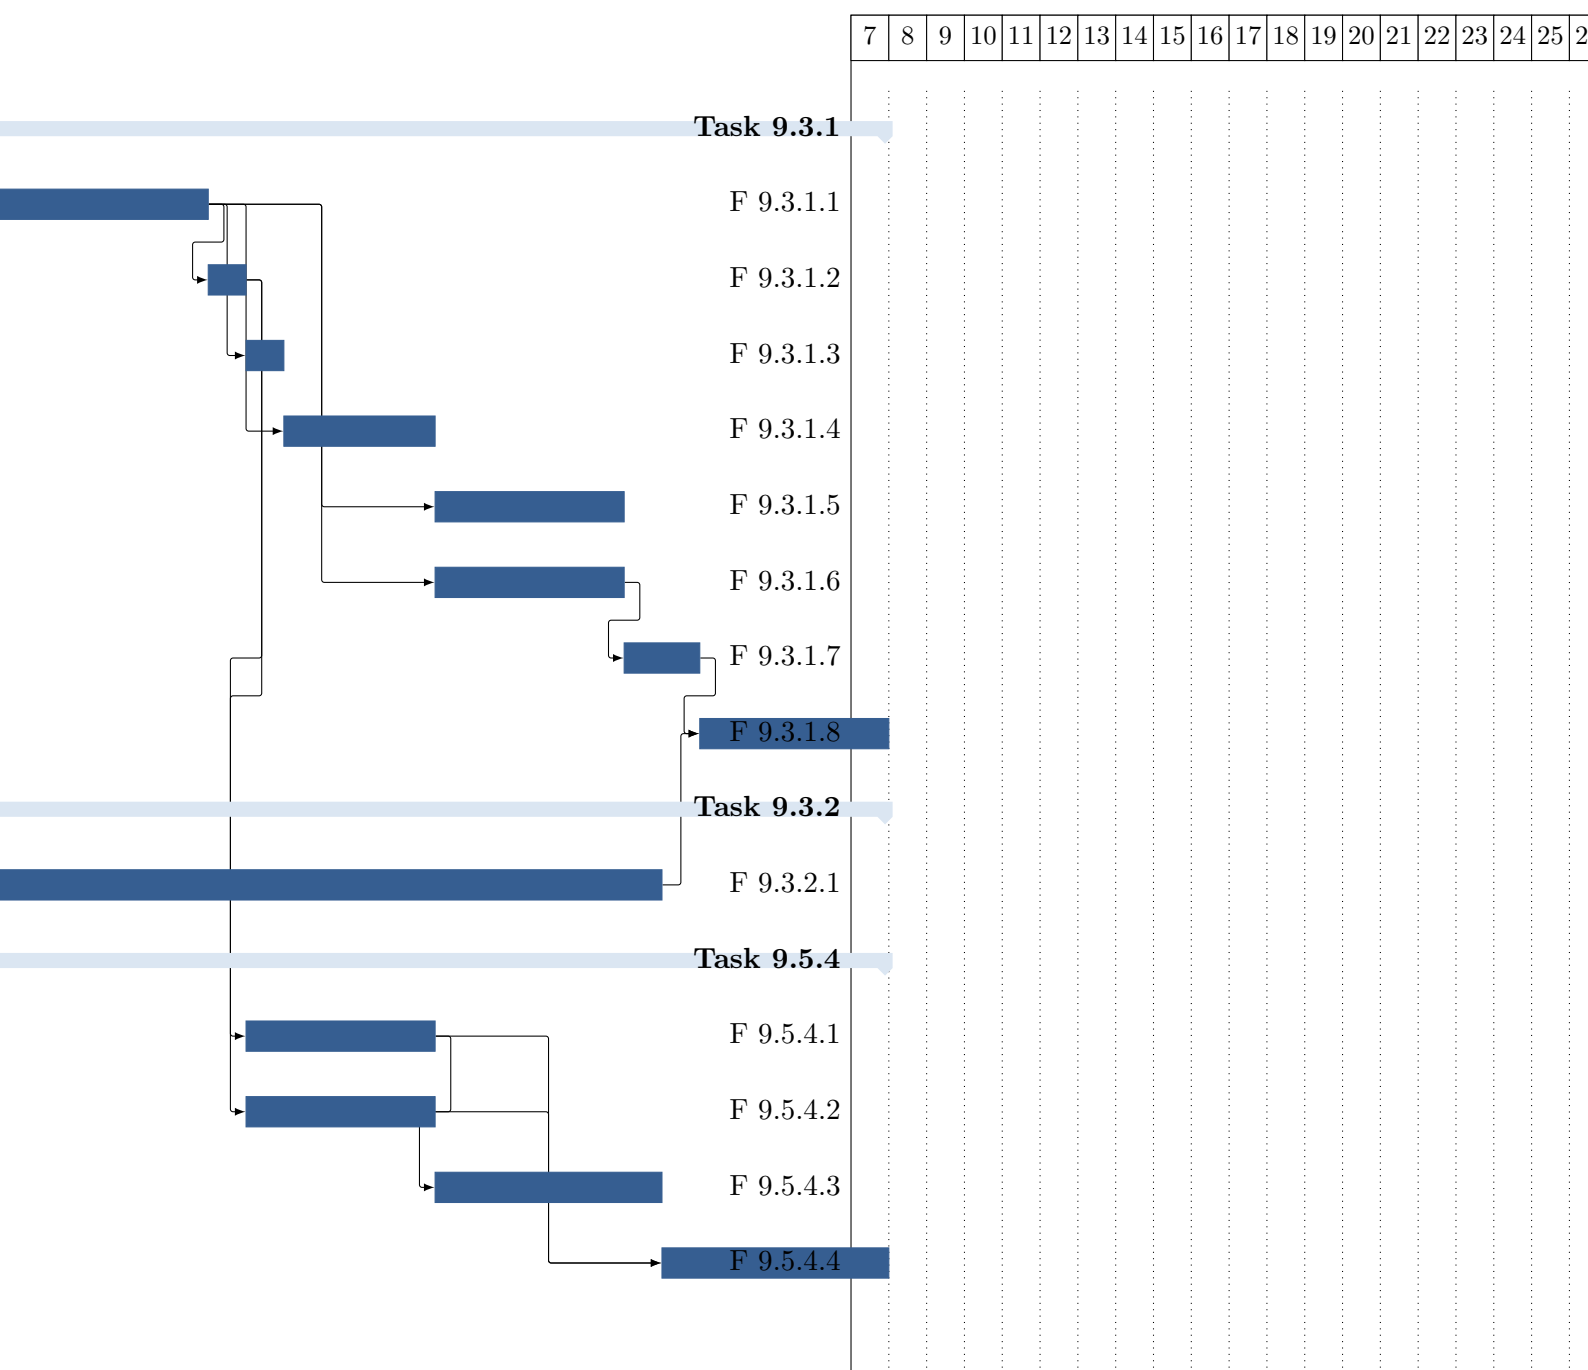 7 8 9 10 11 12 13 14 15 16 17 18 19 20 21 22 23 24 25
Task 9.3.1
F 9.3.1.1
F 9.3.1.2
F 9.3.1.3
F 9.3.1.4
F 9.3.1.5
F 9.3.1.6
F 9.3.1.7
F 9.3.1.8
Task 9.3.2
F 9.3.2.1
Task 9.5.4
F 9.5.4.1
F 9.5.4.2
F 9.5.4.3
F 9.5.4.4